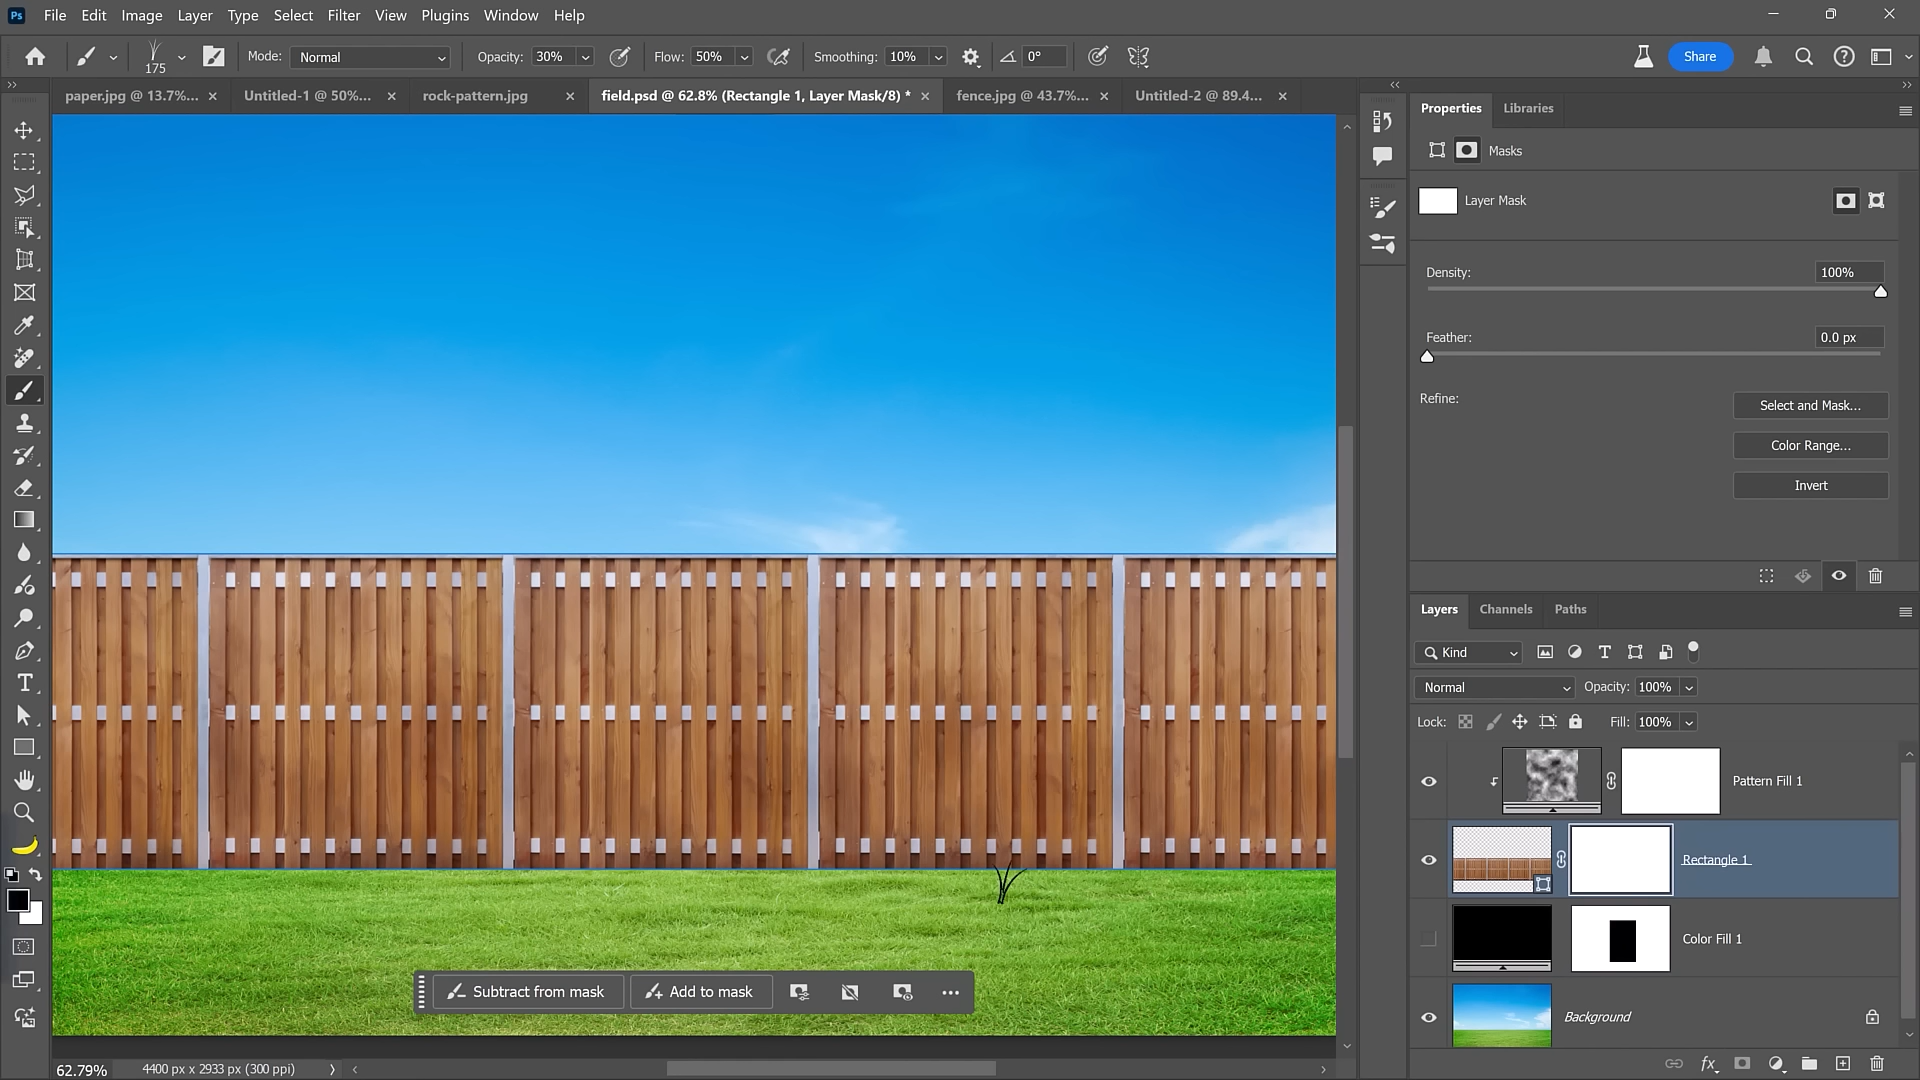 Ps File Edit Image Layer Type Select Filter View Plugins Window Help
175 Mode: Normal Opacity: 30% Flow: 50% Smoothing: 10% 0° Share
paper.jpg @ 13.7%... Untitled-1 @ 50%... rock-pattern.jpg field.psd @ 62.8% (Rectangle 1, Layer Mask/8) * fence.jpg @ 43.7%... Untitled-2 @ 89.4...
Properties Libraries
Masks
Layer Mask
Density: 100%
Feather: 0.0 px
Refine:
Select and Mask...
Color Range...
Invert
Layers Channels Paths
Kind
Normal Opacity: 100%
Lock: Fill: 100%
Pattern Fill 1
Rectangle 1
Color Fill 1
Background
Subtract from mask Add to mask
62.79% 4400 px x 2933 px (300 ppi)